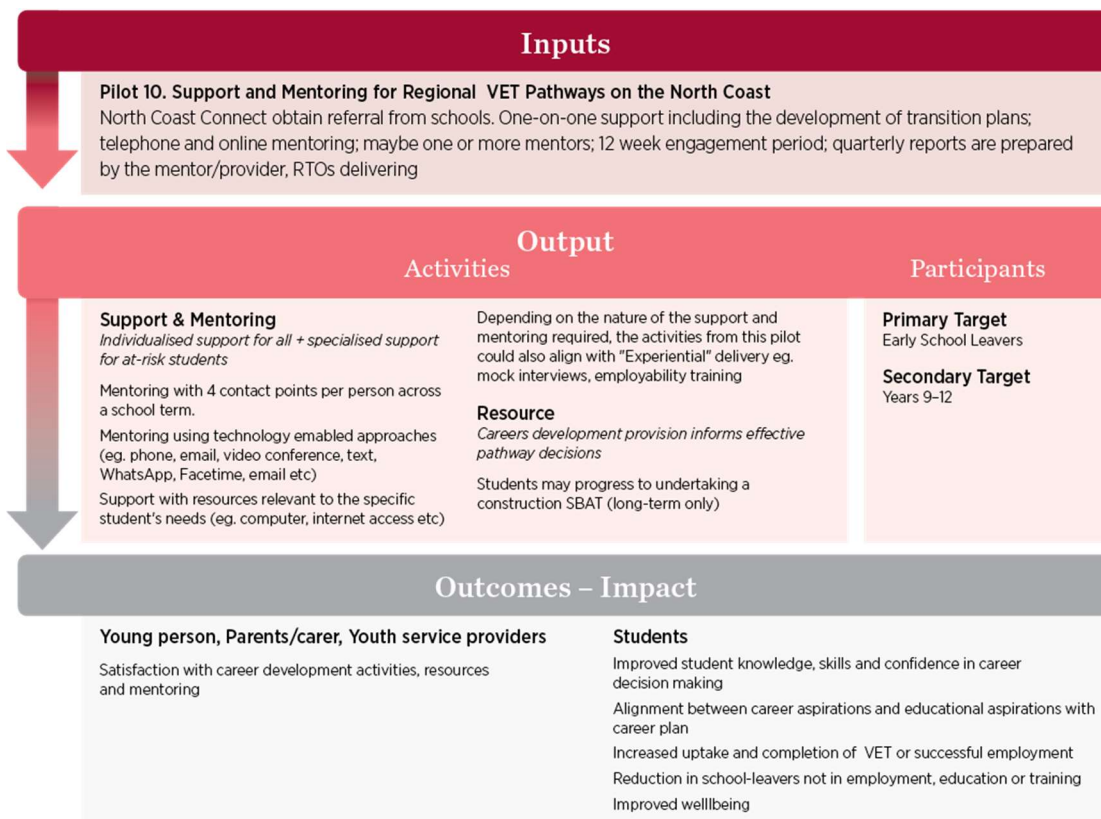 Inputs
Pilot 10. Support and Mentoring for Regional VET Pathways on the North Coast
North Coast Connect obtain referral from schools. One-on-one support including the development of transition plans;
telephone and online mentoring; maybe one or more mentors; 12 week engagement period; quarterly reports are prepared
by the mentor/provider, RTOs delivering
Output
Activities
Participants
Support & Mentoring
Individualised support for all + specialised support
for at-risk students
Mentoring with 4 contact points per person across
a school term.
Mentoring using technology enabled approaches
(eg. phone, email, video conference, text,
WhatsApp, Facetime, email etc)
Support with resources relevant to the specific
student's needs (eg. computer, internet access etc)
Depending on the nature of the support and
mentoring required, the activities from this pilot
could also align with "Experiential" delivery eg.
mock interviews, employability training
Resource
Careers development provision informs effective
pathway decisions
Students may progress to undertaking a
construction SBAT (long-term only)
Primary Target
Early School Leavers
Secondary Target
Years 9–12
Outcomes – Impact
Young person, Parents/carer, Youth service providers
Satisfaction with career development activities, resources
and mentoring
Students
Improved student knowledge, skills and confidence in career
decision making
Alignment between career aspirations and educational aspirations with
career plan
Increased uptake and completion of VET or successful employment
Reduction in school-leavers not in employment, education or training
Improved welllbeing